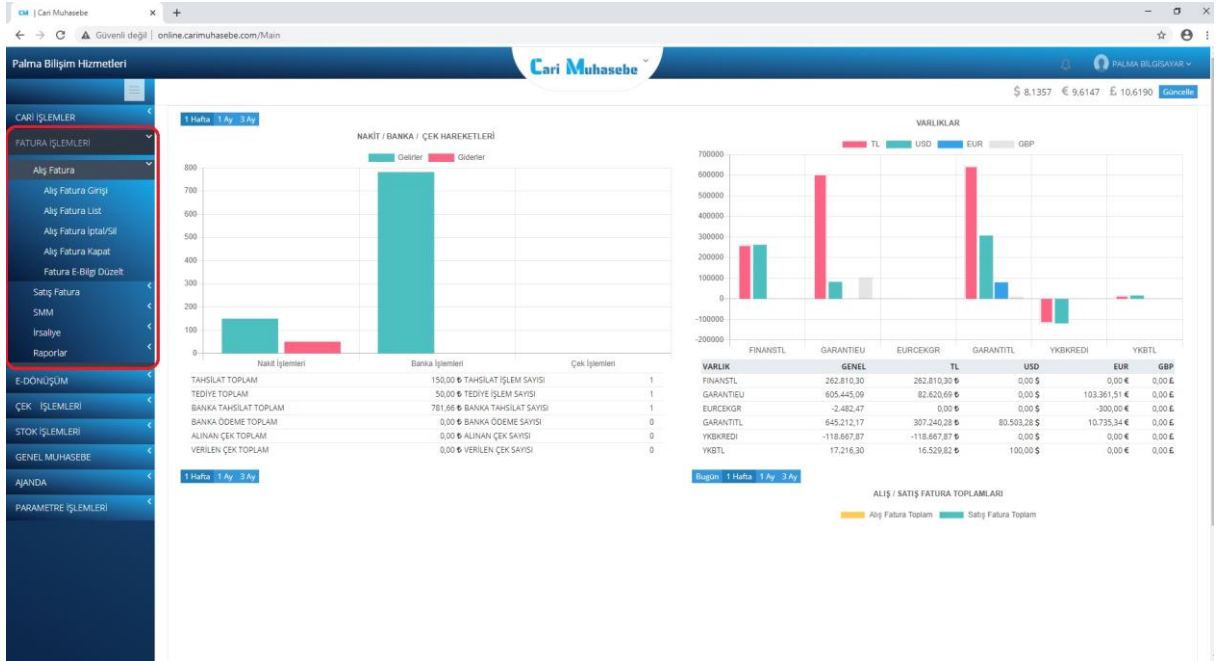 CM | Cari Muhasebe
Güvenli değil | online.carimuhasebe.com/Main
Palma Bilişim Hizmetleri
Cari Muhasebe
PALMA BİLGİSAYAR
$ 8,1357 € 9,6147 £ 10,6190 Güncelle
CARİ İŞLEMLER
FATURA İŞLEMLERİ
Alış Fatura
Alış Fatura Girişi
Alış Fatura List
Alış Fatura İptal/Sil
Alış Fatura Kapat
Fatura E-Bilgi Düzelt
Satış Fatura
SMM
İrsaliye
Raporlar
E-DÖNÜŞÜM
ÇEK İŞLEMLERİ
STOK İŞLEMLERİ
GENEL MUHASEBE
AJANDA
PARAMETRE İŞLEMLERİ
1 Hafta 1 Ay 3 Ay
NAKİT / BANKA / ÇEK HAREKETLERİ
Gelirler Giderler
800
700
600
500
400
300
200
100
0
Nakit İşlemleri Banka İşlemleri Çek İşlemleri
TAHSİLAT TOPLAM 150,00 ₺ TAHSİLAT İŞLEM SAYISI 1
TEDİYE TOPLAM 50,00 ₺ TEDİYE İŞLEM SAYISI 1
BANKA TAHSİLAT TOPLAM 781,66 ₺ BANKA TAHSİLAT SAYISI 1
BANKA ÖDEME TOPLAM 0,00 ₺ BANKA ÖDEME SAYISI 0
ALINAN ÇEK TOPLAM 0,00 ₺ ALINAN ÇEK SAYISI 0
VERİLEN ÇEK TOPLAM 0,00 ₺ VERİLEN ÇEK SAYISI 0
1 Hafta 1 Ay 3 Ay
VARLIKLAR
TL USD EUR GBP
700000
600000
500000
400000
300000
200000
100000
0
-100000
-200000
FINANSTL GARANTIEU EURCEKGR GARANTITL YKBKREDI YKBTL
VARLIK GENEL TL USD EUR GBP
FINANSTL 262.810,30 262.810,30 ₺ 0,00 $ 0,00 € 0,00 £
GARANTIEU 605.445,09 82.620,69 ₺ 0,00 $ 103.361,51 € 0,00 £
EURCEKGR -2.482,47 0,00 ₺ 0,00 $ -300,00 € 0,00 £
GARANTITL 645.212,17 307.240,28 ₺ 80.503,28 $ 10.735,34 € 0,00 £
YKBKREDI -118.667,87 -118.667,87 ₺ 0,00 $ 0,00 € 0,00 £
YKBTL 17.216,30 16.529,82 ₺ 100,00 $ 0,00 € 0,00 £
Bugün 1 Hafta 1 Ay 3 Ay
ALIŞ / SATIŞ FATURA TOPLAMLARI
Alış Fatura Toplam Satış Fatura Toplam